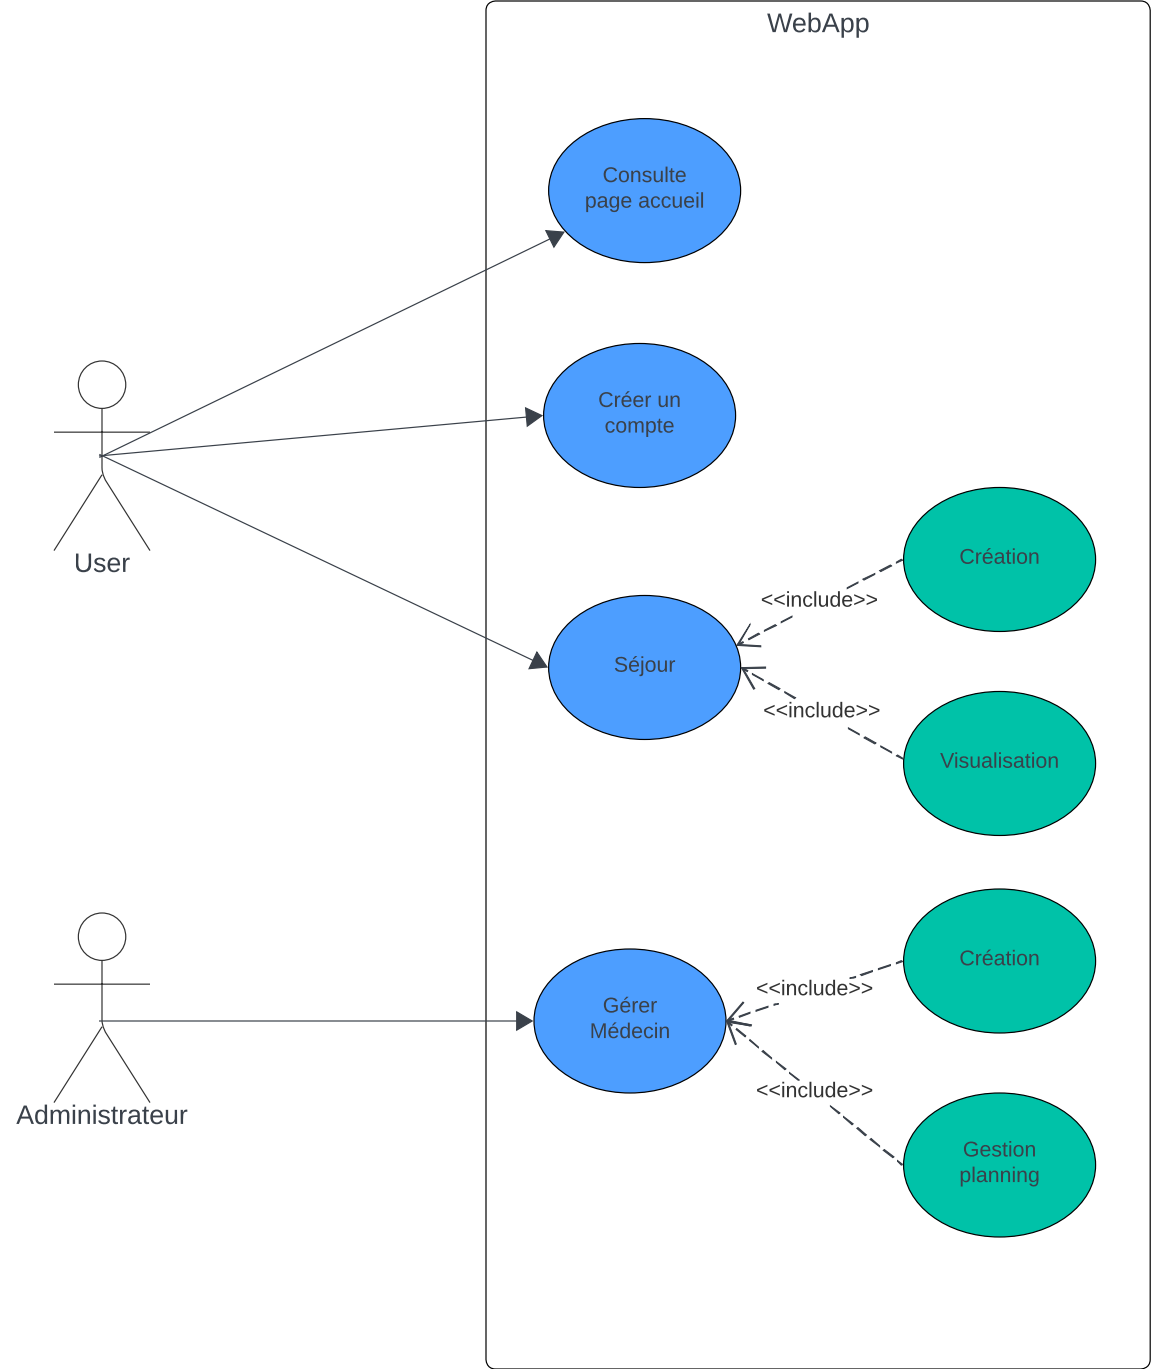 WebApp
Consulte
page accueil
Créer un
compte
User
Création
<<include>>
Séjour
<<include>>
Visualisation
Création
<<include>>
Gérer
Médecin
<<include>>
Administrateur
Gestion
planning